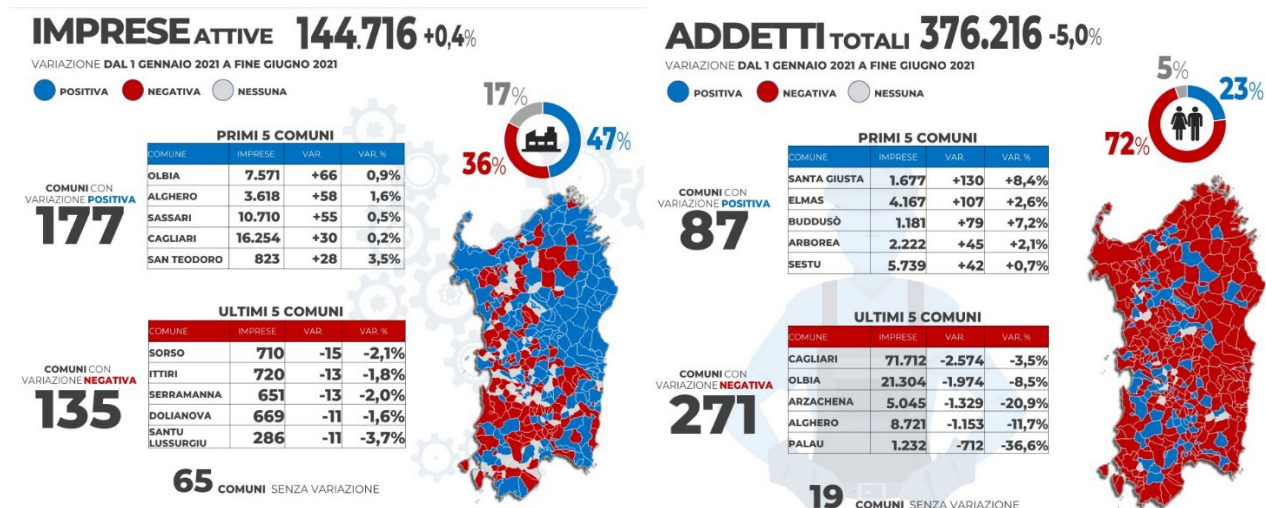 IMPRESE ATTIVE 144.716 +0,4%
VARIAZIONE DAL 1 GENNAIO 2021 A FINE GIUGNO 2021
POSITIVA NEGATIVA NESSUNA
17%
47%
36%
PRIMI 5 COMUNI
COMUNE IMPRESE VAR. VAR. %
OLBIA 7.571 +66 0,9%
ALGHERO 3.618 +58 1,6%
SASSARI 10.710 +55 0,5%
CAGLIARI 16.254 +30 0,2%
SAN TEODORO 823 +28 3,5%
COMUNI CON
VARIAZIONE POSITIVA
177
ULTIMI 5 COMUNI
COMUNE IMPRESE VAR. VAR. %
SORSO 710 -15 -2,1%
ITTIRI 720 -13 -1,8%
SERRAMANNA 651 -13 -2,0%
DOLIANOVA 669 -11 -1,6%
SANTU
LUSSURGIU 286 -11 -3,7%
COMUNI CON
VARIAZIONE NEGATIVA
135
65 COMUNI SENZA VARIAZIONE
ADDETTI TOTALI 376.216 -5,0%
VARIAZIONE DAL 1 GENNAIO 2021 A FINE GIUGNO 2021
POSITIVA NEGATIVA NESSUNA
5%
23%
72%
PRIMI 5 COMUNI
COMUNE IMPRESE VAR. VAR. %
SANTA GIUSTA 1.677 +130 +8,4%
ELMAS 4.167 +107 +2,6%
BUDDUSÒ 1.181 +79 +7,2%
ARBOREA 2.222 +45 +2,1%
SESTU 5.739 +42 +0,7%
COMUNI CON
VARIAZIONE POSITIVA
87
ULTIMI 5 COMUNI
COMUNE IMPRESE VAR. VAR. %
CAGLIARI 71.712 -2.574 -3,5%
OLBIA 21.304 -1.974 -8,5%
ARZACHENA 5.045 -1.329 -20,9%
ALGHERO 8.721 -1.153 -11,7%
PALAU 1.232 -712 -36,6%
COMUNI CON
VARIAZIONE NEGATIVA
271
19 COMUNI SENZA VARIAZIONE